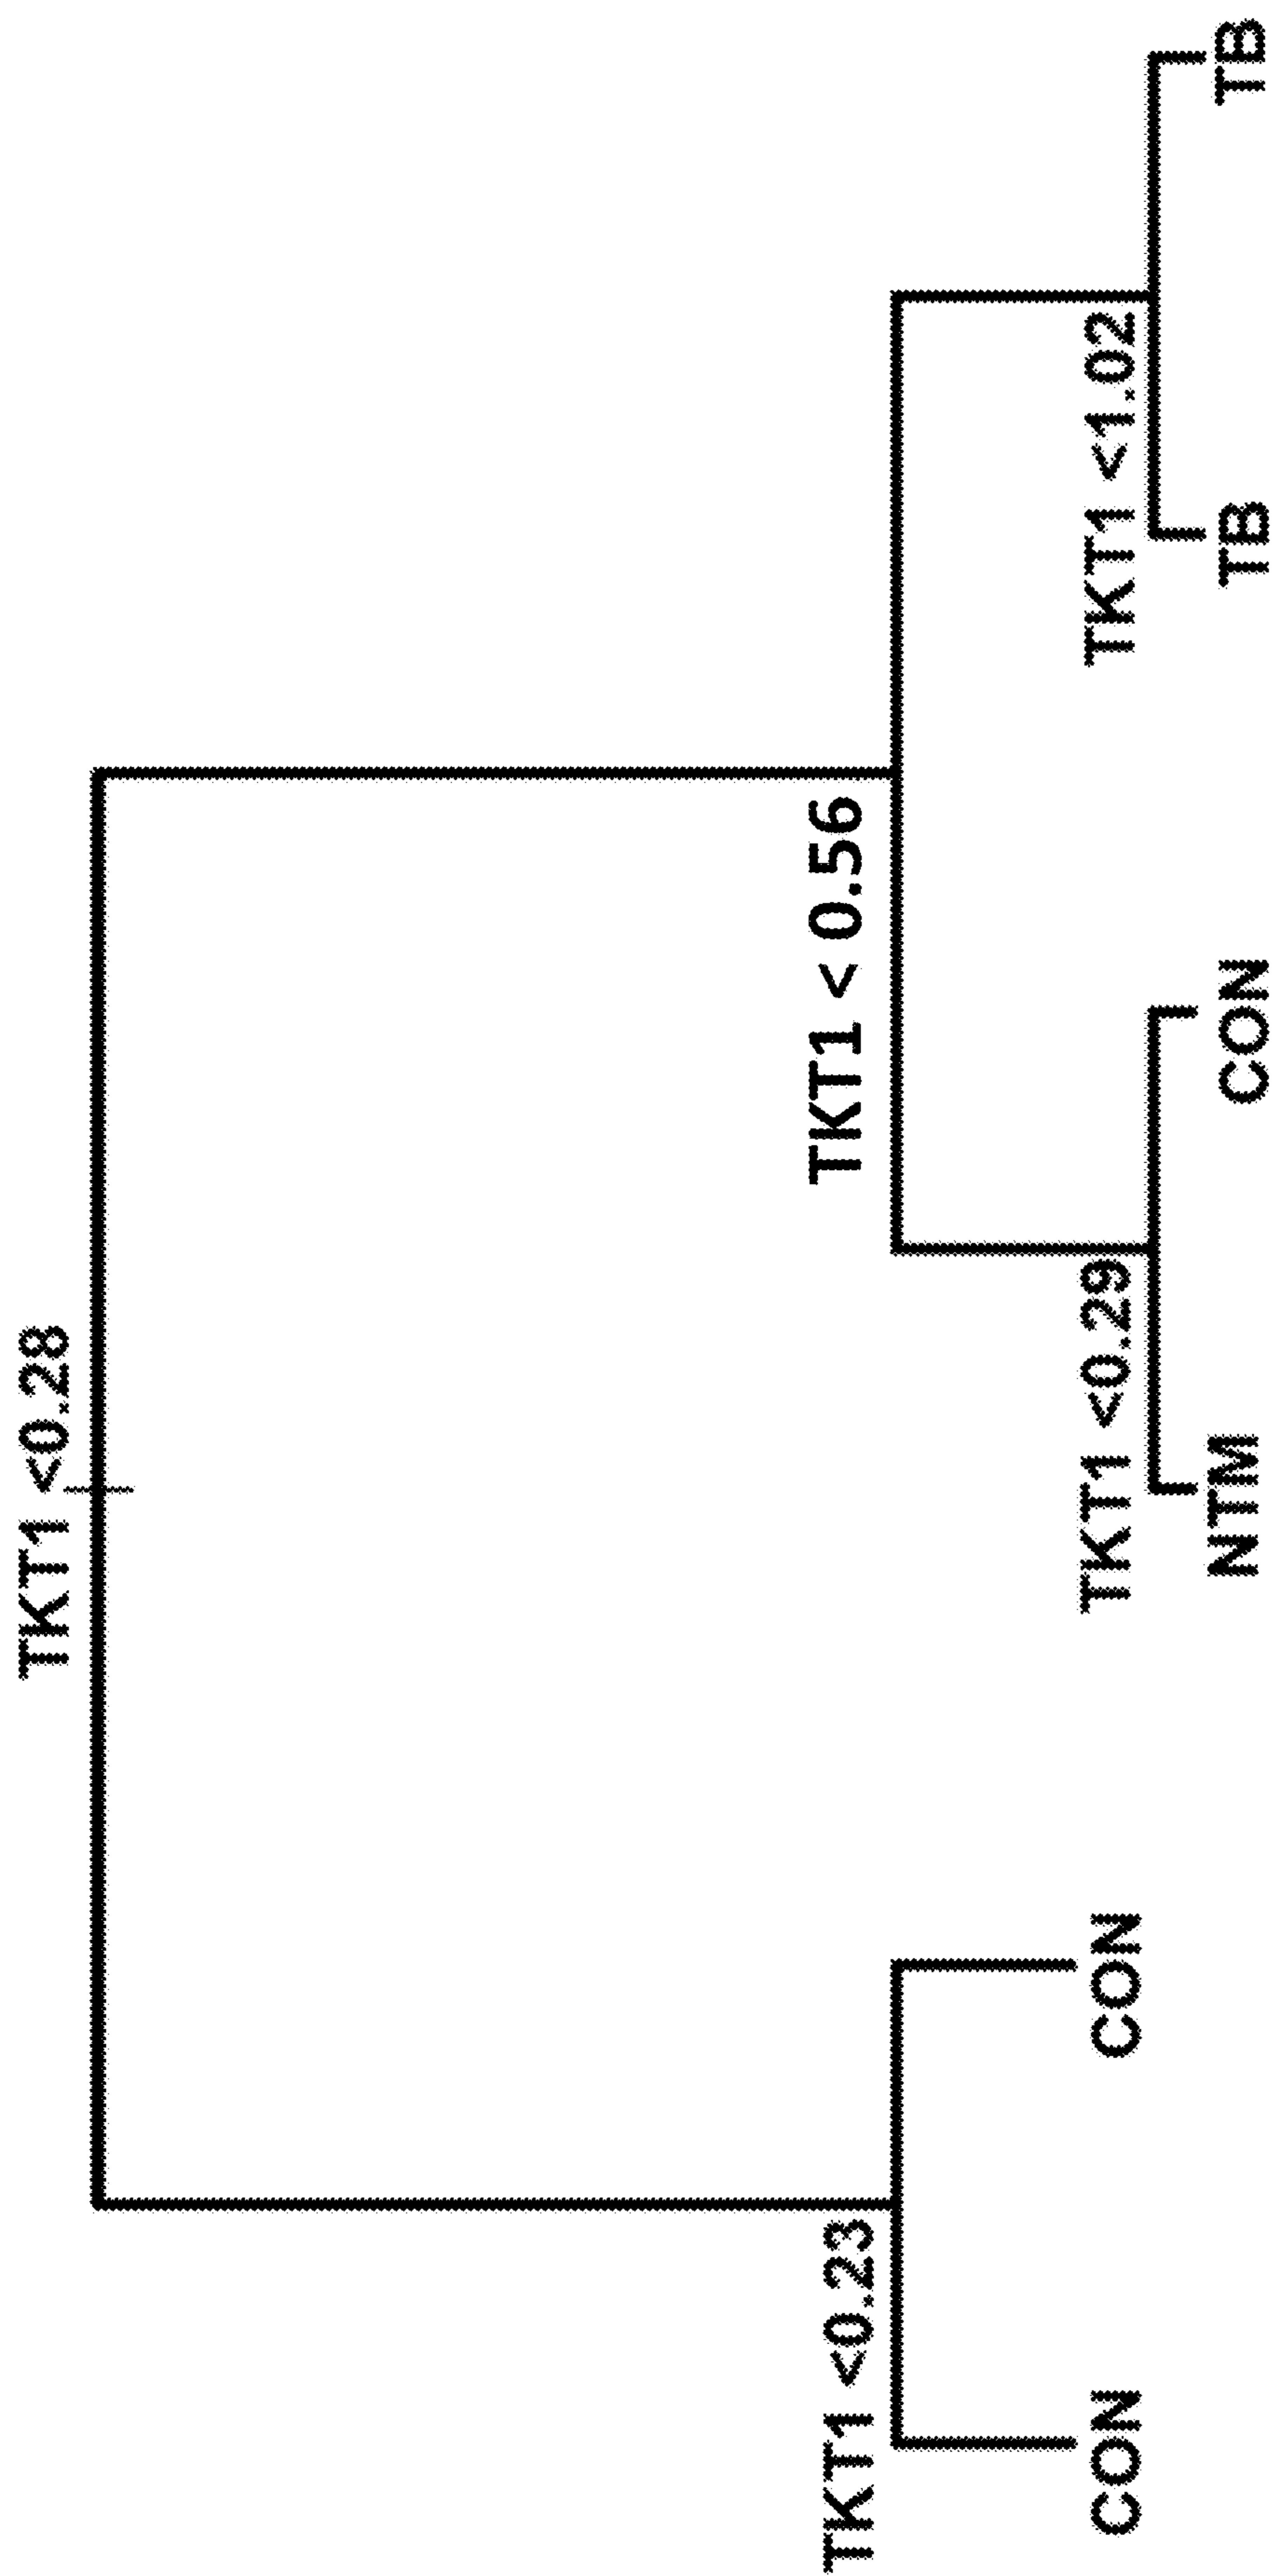 TKT1 <0.28
TKT1 <0.23
TKT1 < 0.56
CON
CON
TKT1 <0.29
TKT1 <1.02
NTM
CON
TB
TB